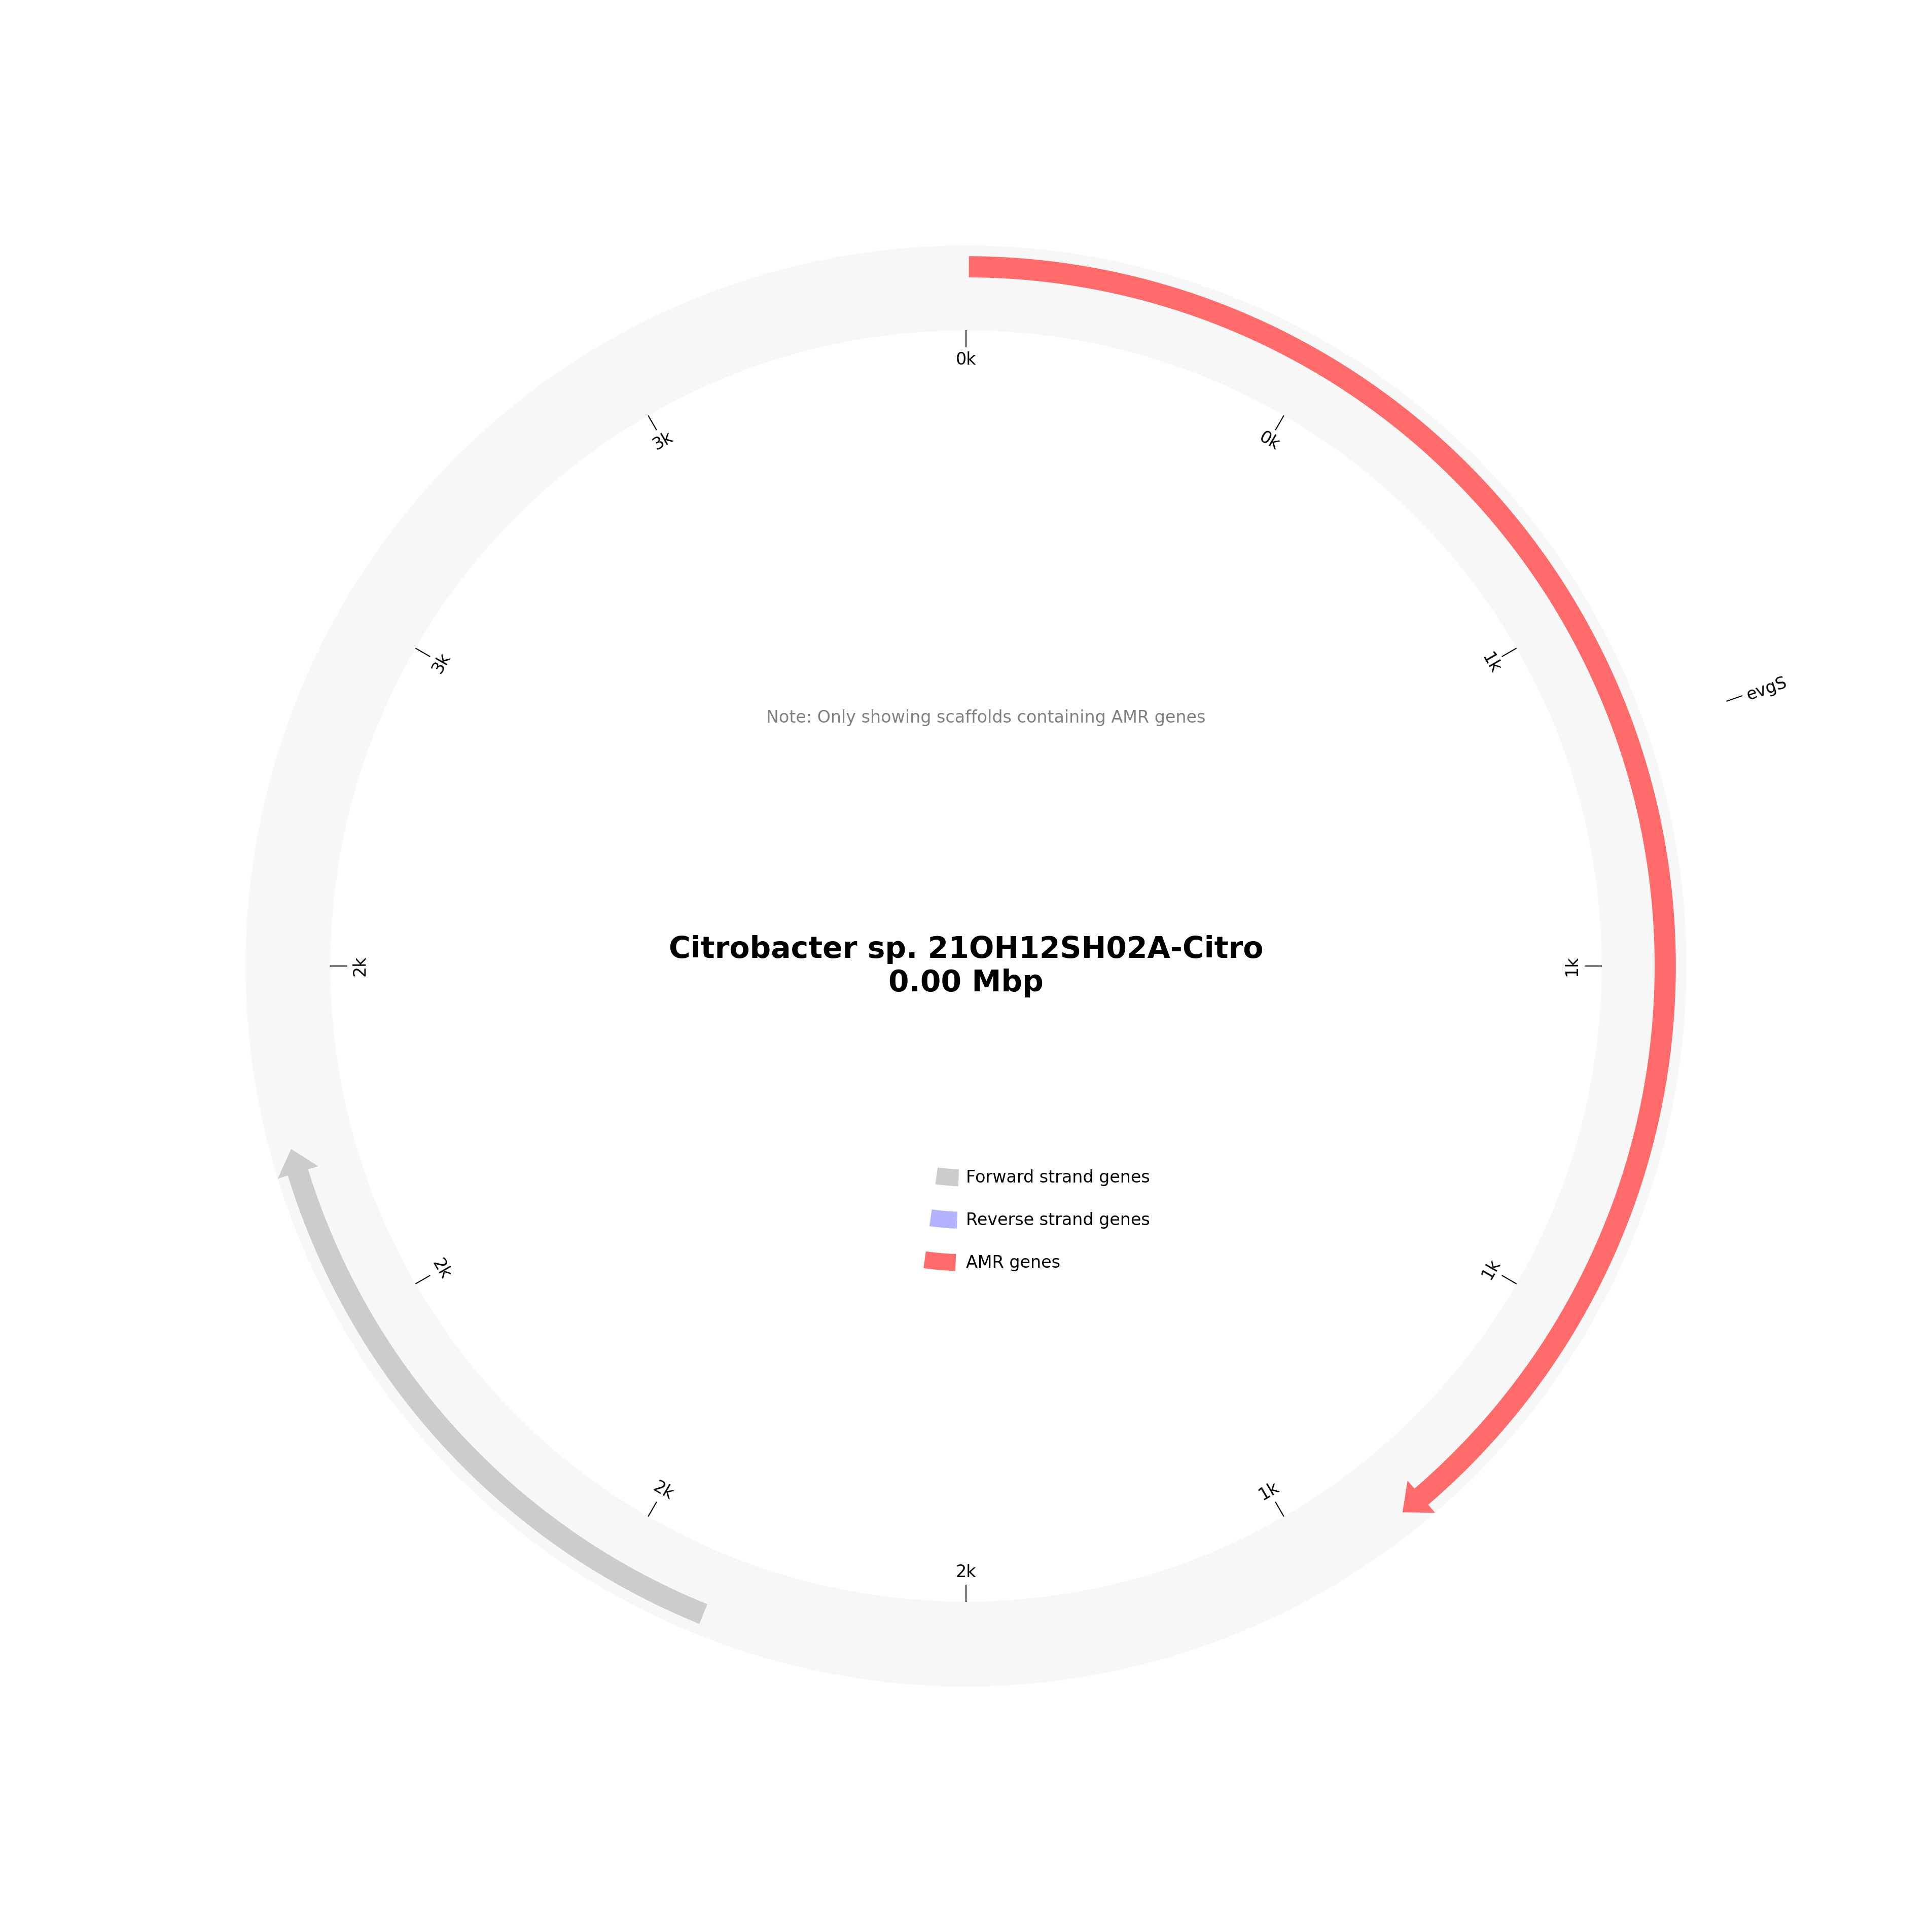 0k
3k
0k
3k
1k
evgS
Note: Only showing scaffolds containing AMR genes
Citrobacter sp. 21OH12SH02A-Citro
0.00 Mbp
2k
1k
Forward strand genes
Reverse strand genes
AMR genes
2k
1k
2k
1k
2k